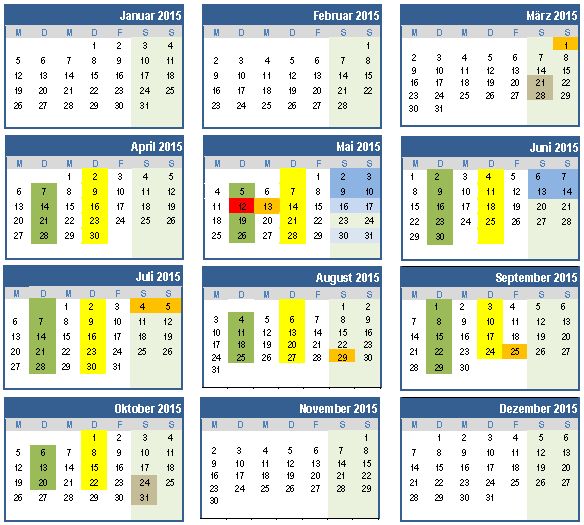 Januar 2015
M D M D F S S
1 2 3 4
5 6 7 8 9 10 11
12 13 14 15 16 17 18
19 20 21 22 23 24 25
26 27 28 29 30 31
Februar 2015
M D M D F S S
1
2 3 4 5 6 7 8
9 10 11 12 13 14 15
16 17 18 19 20 21 22
23 24 25 26 27 28
März 2015
M D M D F S S
1
2 3 4 5 6 7 8
9 10 11 12 13 14 15
16 17 18 19 20 21 22
23 24 25 26 27 28 29
30 31
April 2015
M D M D F S S
1 2 3 4 5
6 7 8 9 10 11 12
13 14 15 16 17 18 19
20 21 22 23 24 25 26
27 28 29 30
Mai 2015
M D M D F S S
1 2 3
4 5 6 7 8 9 10
11 12 13 14 15 16 17
18 19 20 21 22 23 24
25 26 27 28 29 30 31
Juni 2015
M D M D F S S
1 2 3 4 5 6 7
8 9 10 11 12 13 14
15 16 17 18 19 20 21
22 23 24 25 26 27 28
29 30
Juli 2015
M D M D F S S
1 2 3 4 5
6 7 8 9 10 11 12
13 14 15 16 17 18 19
20 21 22 23 24 25 26
27 28 29 30 31
August 2015
M D M D F S S
1 2
3 4 5 6 7 8 9
10 11 12 13 14 15 16
17 18 19 20 21 22 23
24 25 26 27 28 29 30
31
September 2015
M D M D F S S
1 2 3 4 5 6
7 8 9 10 11 12 13
14 15 16 17 18 19 20
21 22 23 24 25 26 27
28 29 30
Oktober 2015
M D M D F S S
1 2 3 4
5 6 7 8 9 10 11
12 13 14 15 16 17 18
19 20 21 22 23 24 25
26 27 28 29 30 31
November 2015
M D M D F S S
1
2 3 4 5 6 7 8
9 10 11 12 13 14 15
16 17 18 19 20 21 22
23 24 25 26 27 28 29
30
Dezember 2015
M D M D F S S
1 2 3 4 5 6
7 8 9 10 11 12 13
14 15 16 17 18 19 20
21 22 23 24 25 26 27
28 29 30 31